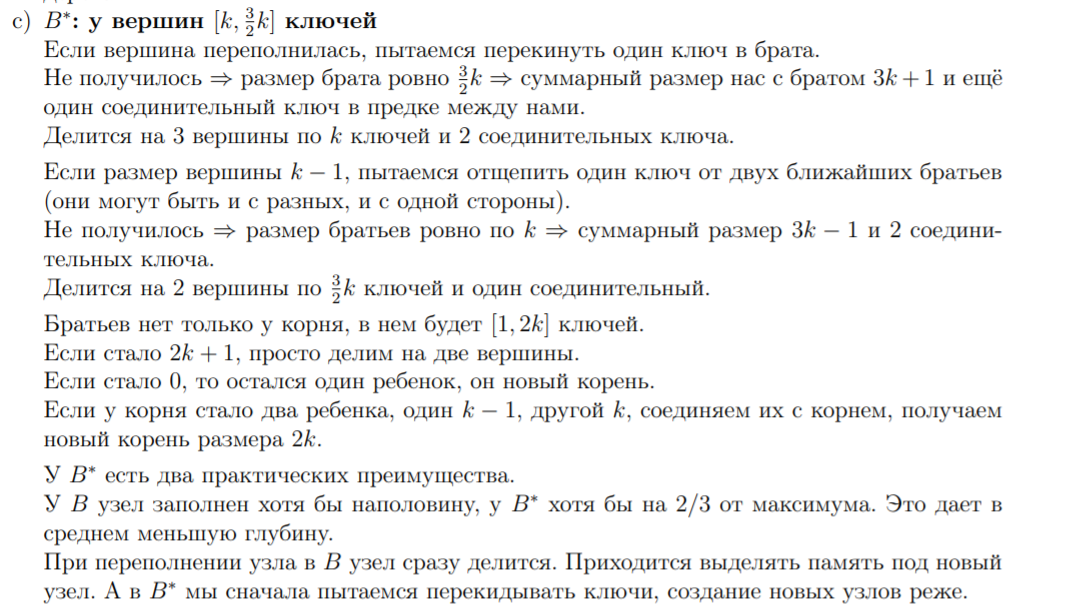 c) B*: у вершин [k, 3/2 k] ключей
Если вершина переполнилась, пытаемся перекинуть один ключ в брата.
Не получилось ⇒ размер брата ровно 3/2 k ⇒ суммарный размер нас с братом 3k + 1 и ещё
один соединительный ключ в предке между нами.
Делится на 3 вершины по k ключей и 2 соединительных ключа.
Если размер вершины k − 1, пытаемся отщепить один ключ от двух ближайших братьев
(они могут быть и с разных, и с одной стороны).
Не получилось ⇒ размер братьев ровно по k ⇒ суммарный размер 3k − 1 и 2 соедини-
тельных ключа.
Делится на 2 вершины по 3/2 k ключей и один соединительный.
Братьев нет только у корня, в нем будет [1, 2k] ключей.
Если стало 2k + 1, просто делим на две вершины.
Если стало 0, то остался один ребенок, он новый корень.
Если у корня стало два ребенка, один k − 1, другой k, соединяем их с корнем, получаем
новый корень размера 2k.
У B* есть два практических преимущества.
У B узел заполнен хотя бы наполовину, у B* хотя бы на 2/3 от максимума. Это дает в
среднем меньшую глубину.
При переполнении узла в B узел сразу делится. Приходится выделять память под новый
узел. А в B* мы сначала пытаемся перекидывать ключи, создание новых узлов реже.